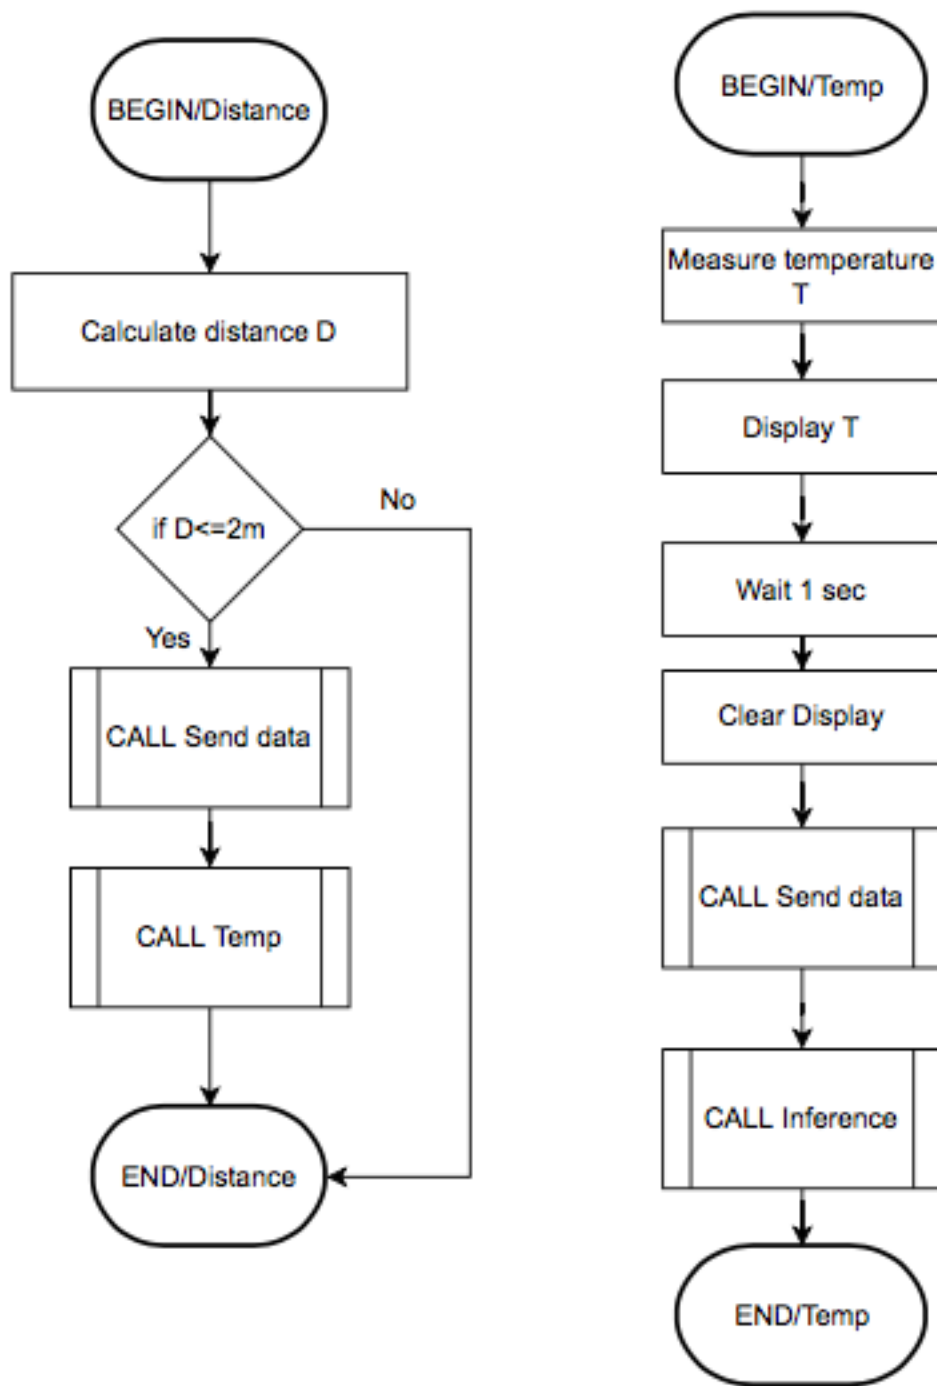 BEGIN/Distance
Calculate distance D
if D<=2m
No
Yes
CALL Send data
CALL Temp
END/Distance
BEGIN/Temp
Measure temperature
T
Display T
Wait 1 sec
Clear Display
CALL Send data
CALL Inference
END/Temp